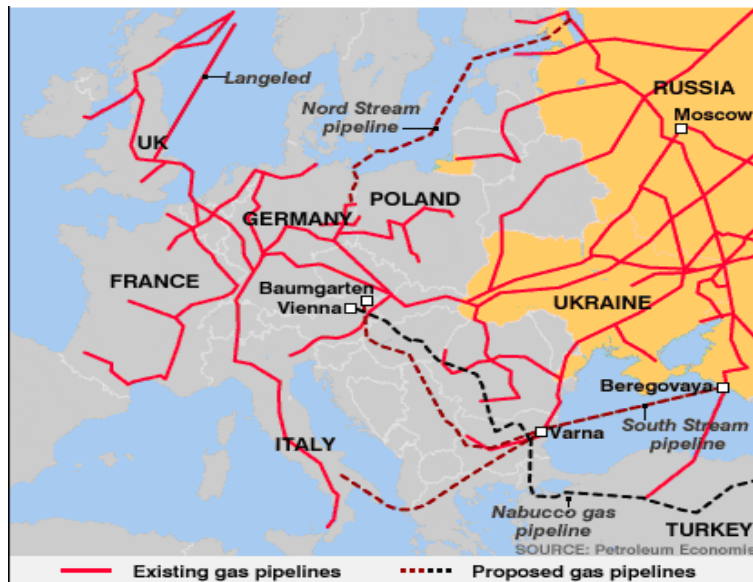 Langeled
RUSSIA
Moscow
Nord Stream
pipeline
UK
POLAND
GERMANY
FRANCE
Baumgarten
Vienna
UKRAINE
Beregovaya
South Stream
pipeline
Varna
ITALY
Nabucco gas
pipeline
TURKEY
SOURCE: Petroleum Economis
Existing gas pipelines
Proposed gas pipelines